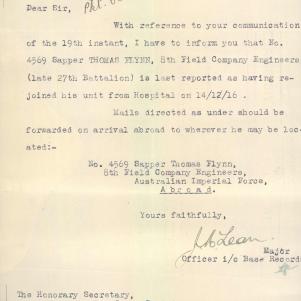 Dear Sir,
With reference to your communication
of the 19th instant, I have to inform you that No.
4569 Sapper THOMAS FLYNN, 8th Field Company Engineers
(late 27th Battalion) is last reported as having re-
joined his unit from Hospital on 14/12/16 .
Mails directed as under should be
forwarded on arrival abroad to wherever he may be loc-
ated:-
No. 4569 Sapper Thomas Flynn,
8th Field Company Engineers,
Australian Imperial Force,
Abroad.
Yours faithfully,
McLean.
Major
Officer i/c Base Record
The Honorary Secretary,